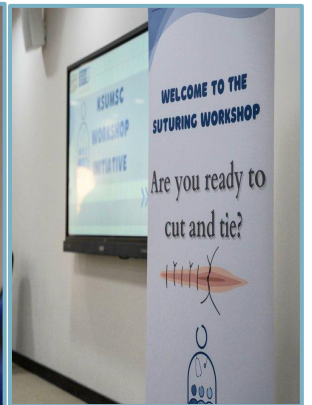 KSUMSC
WORKSHOP
INITIATIVE
WELCOME TO THE
SUTURING WORKSHOP
Are you ready to
cut and tie?